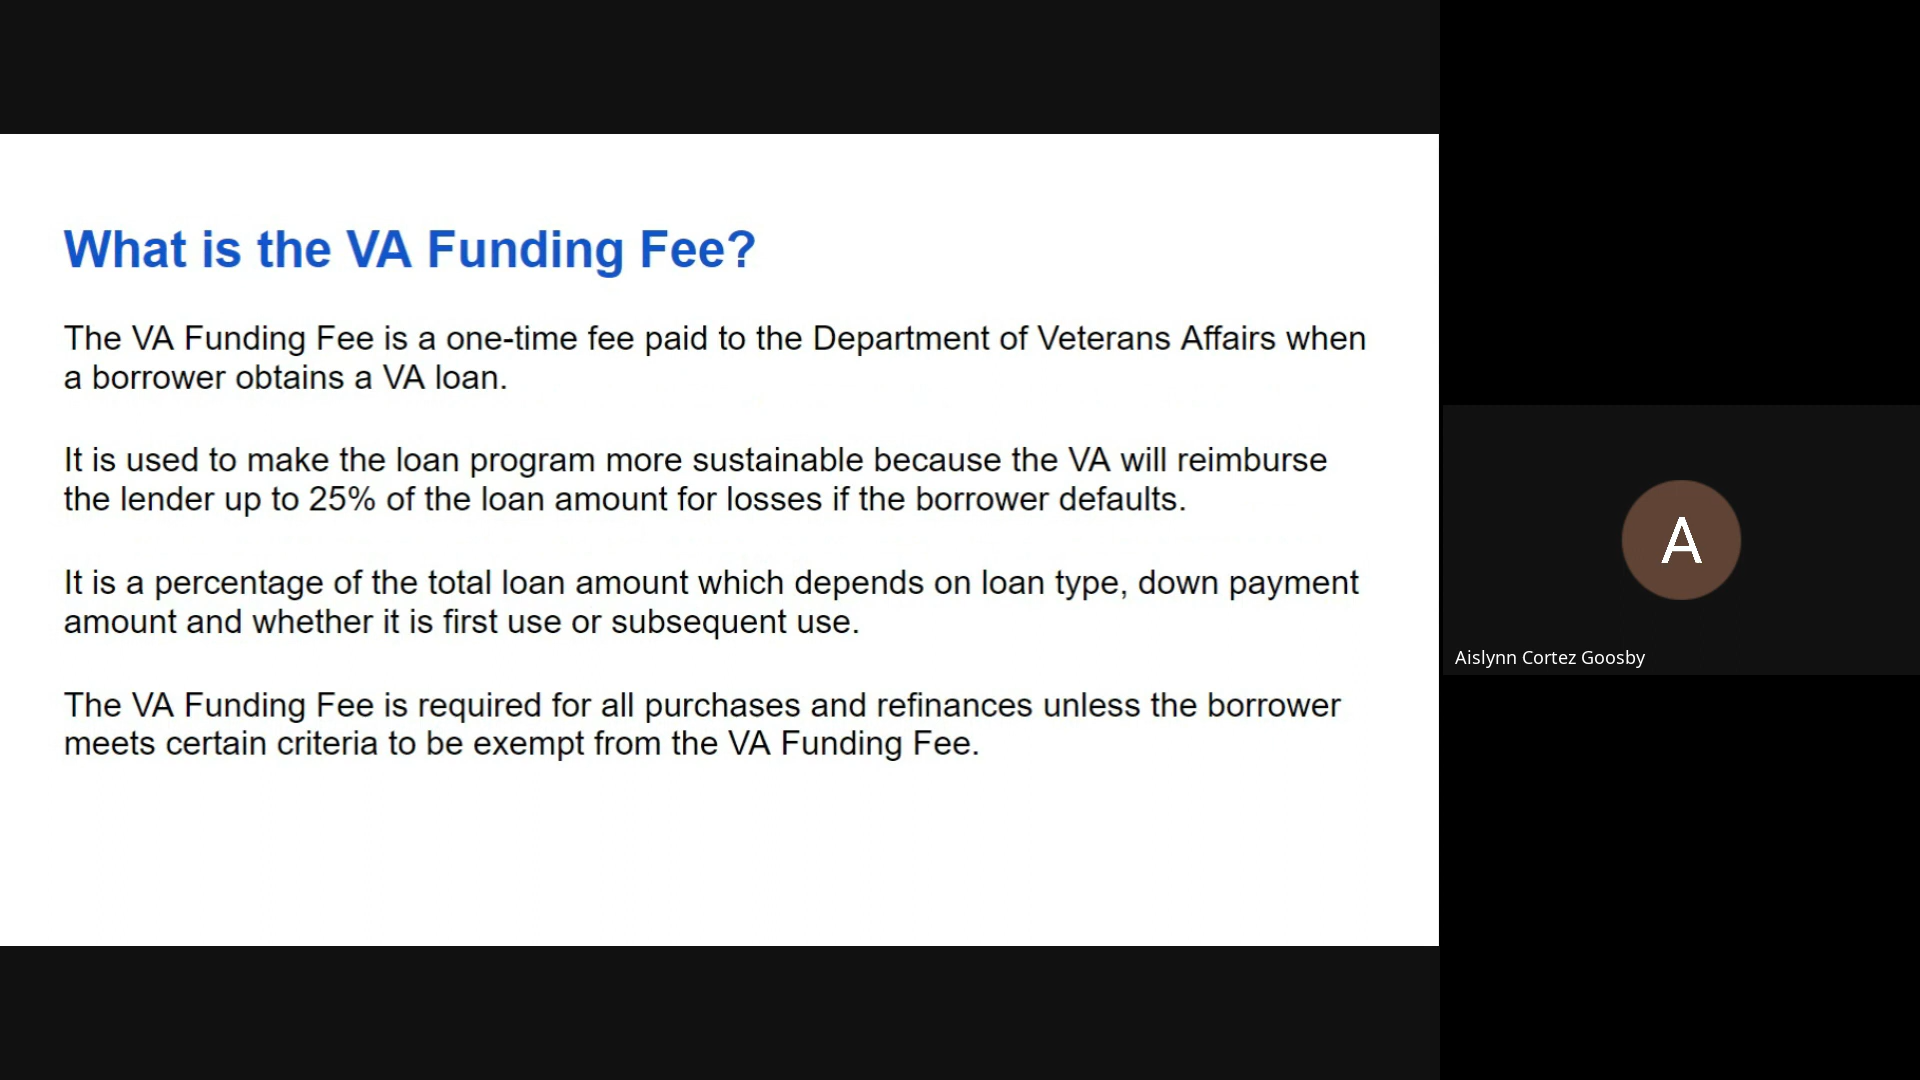 What is the VA Funding Fee?
The VA Funding Fee is a one-time fee paid to the Department of Veterans Affairs when
a borrower obtains a VA loan.
It is used to make the loan program more sustainable because the VA will reimburse
the lender up to 25% of the loan amount for losses if the borrower defaults.
It is a percentage of the total loan amount which depends on loan type, down payment
amount and whether it is first use or subsequent use.
The VA Funding Fee is required for all purchases and refinances unless the borrower
meets certain criteria to be exempt from the VA Funding Fee.
A
Aislynn Cortez Goosby